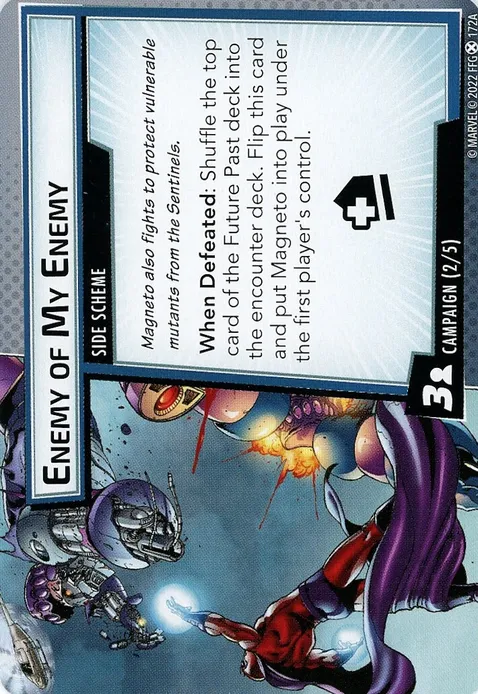 ENEMY OF MY ENEMY
SIDE SCHEME
Magneto also fights to protect vulnerable
mutants from the Sentinels.
When Defeated: Shuffle the top
card of the Future Past deck into
the encounter deck. Flip this card
and put Magneto into play under
the first player's control.
3
CAMPAIGN (2/5)
© MARVEL © 2022 FFG 172A